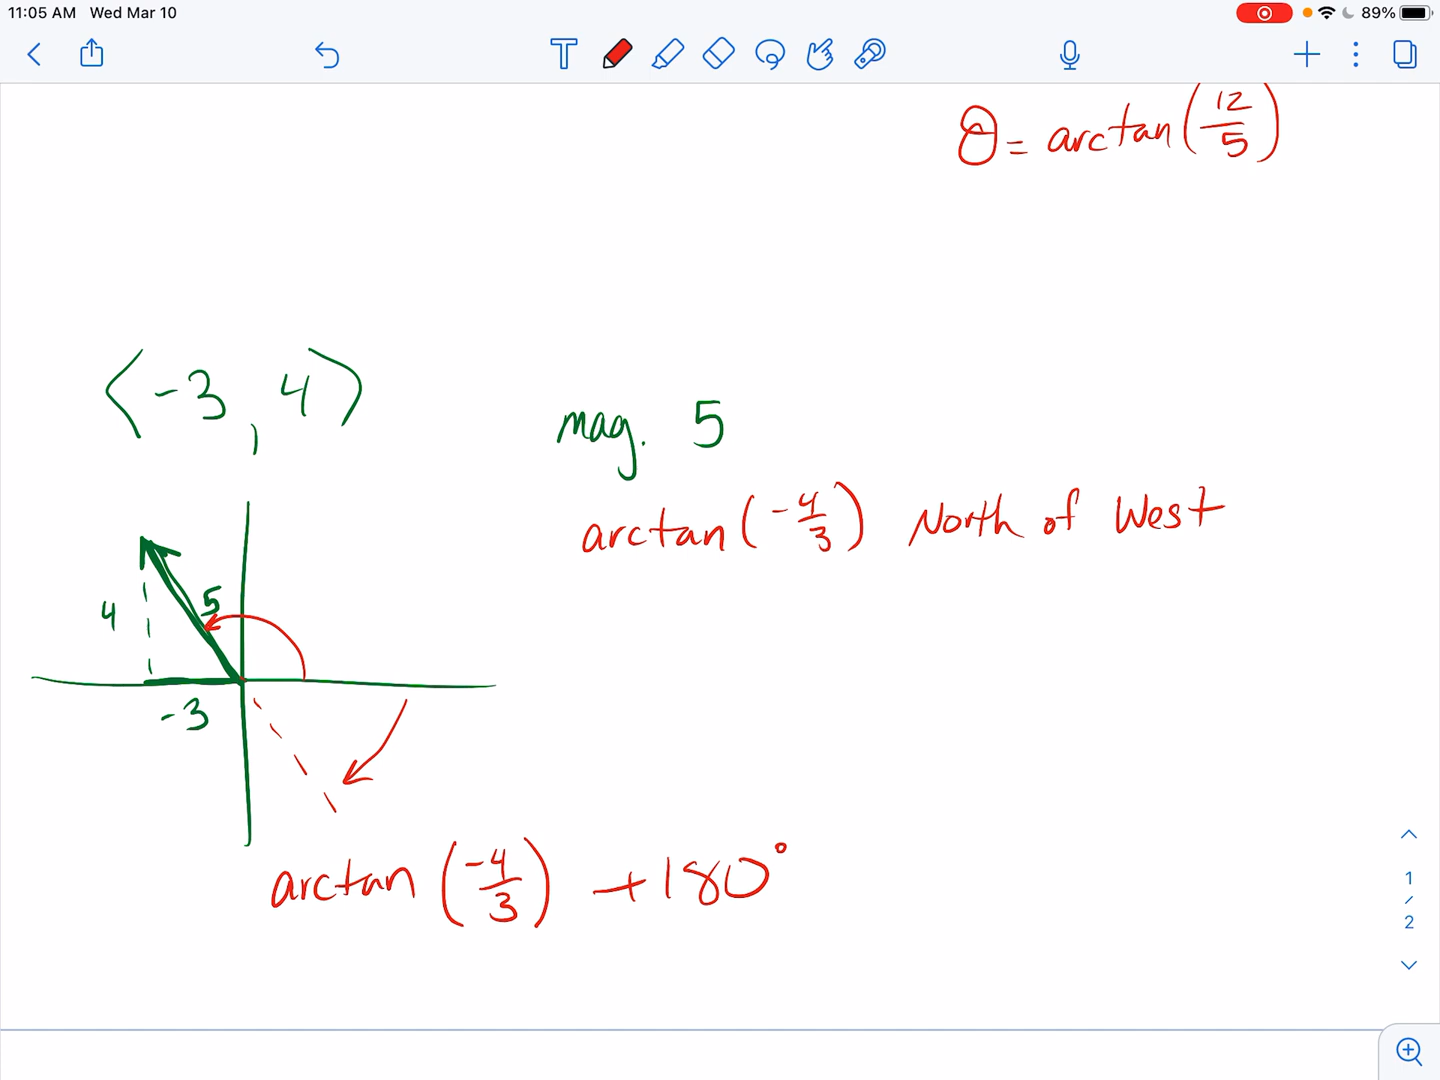 11:05 AM Wed Mar 10 89%
T
θ = arctan(12/5)
⟨-3, 4⟩
mag. 5
arctan(-4/3) North of West
4
5
-3
arctan(-4/3) +180°
1
/
2